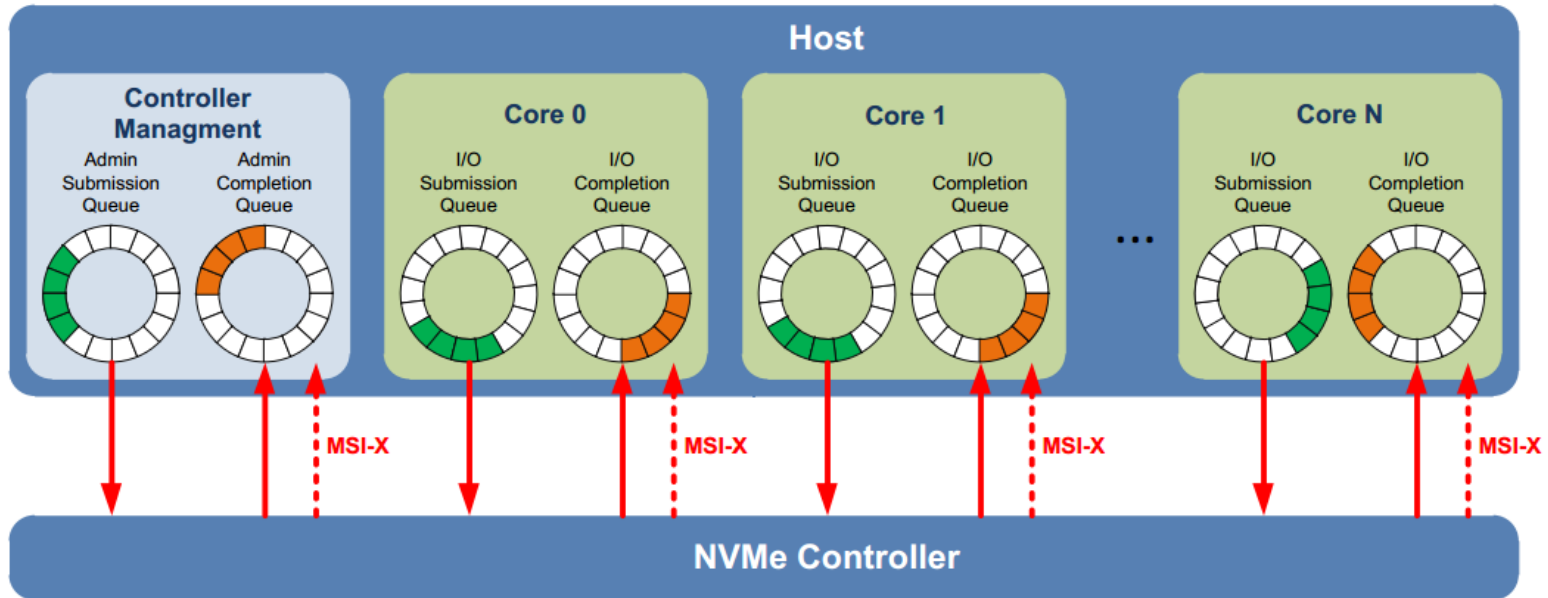 Host
Controller
Managment
Admin
Submission
Queue
Admin
Completion
Queue
Core 0
I/O
Submission
Queue
I/O
Completion
Queue
Core 1
I/O
Submission
Queue
I/O
Completion
Queue
...
Core N
I/O
Submission
Queue
I/O
Completion
Queue
MSI-X
MSI-X
MSI-X
MSI-X
NVMe Controller